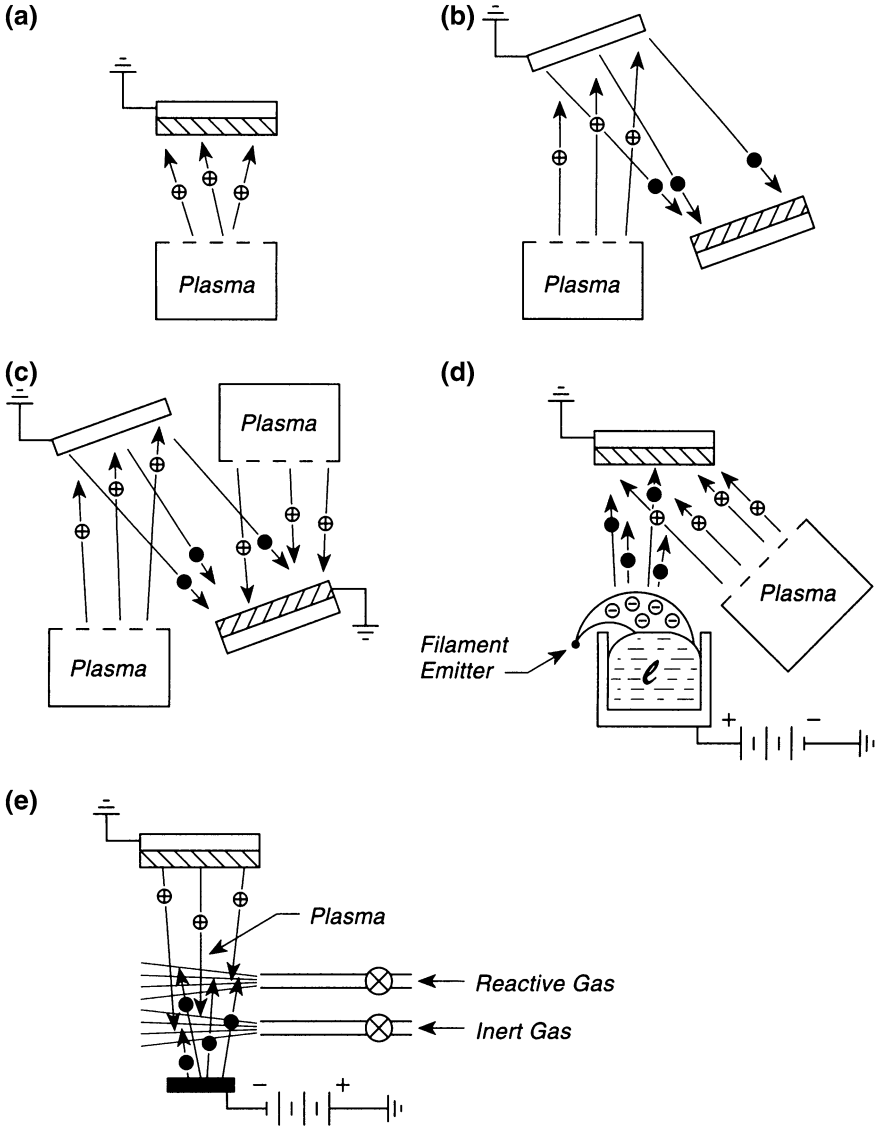 (a)
Plasma
(b)
Plasma
(c)
Plasma
Plasma
(d)
Plasma
Filament
Emitter
ℓ
+ −
(e)
Plasma
Reactive Gas
Inert Gas
− +